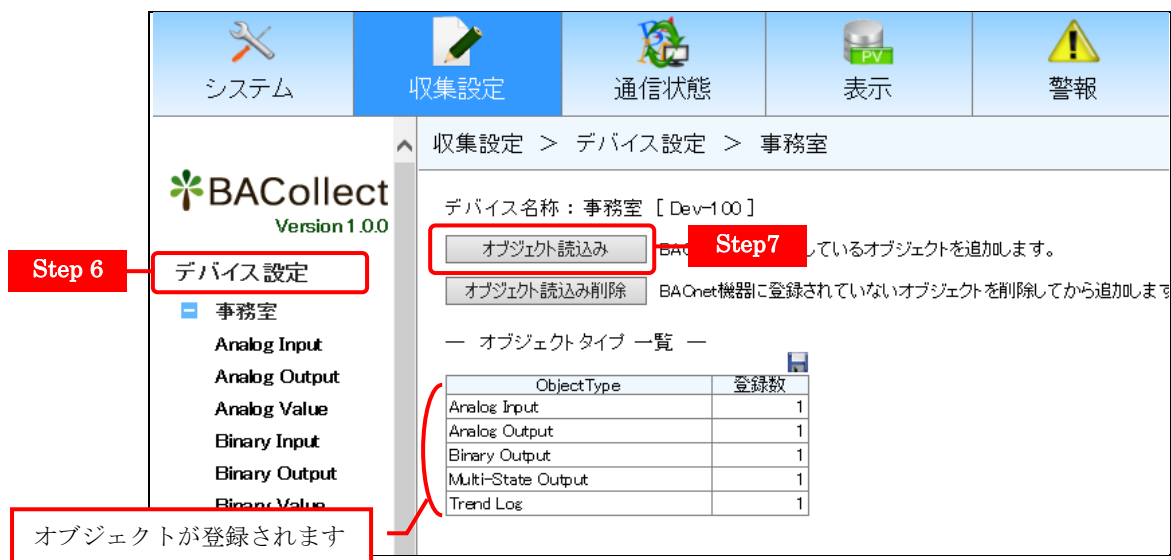 システム
収集設定
通信状態
表示
警報
収集設定 ＞ デバイス設定 ＞ 事務室
BACollect
Version 1.0.0
デバイス名称：事務室 [ Dev-100 ]
オブジェクト読込み
Step7
しているオブジェクトを追加します。
Step 6
デバイス設定
オブジェクト読込み削除
BACnet機器に登録されていないオブジェクトを削除してから追加します
事務室
Analog Input
Analog Output
Analog Value
Binary Input
Binary Output
Binary Value
― オブジェクトタイプ 一覧 ―
ObjectType 登録数
Analog Input 1
Analog Output 1
Binary Output 1
Multi-State Output 1
Trend Log 1
オブジェクトが登録されます